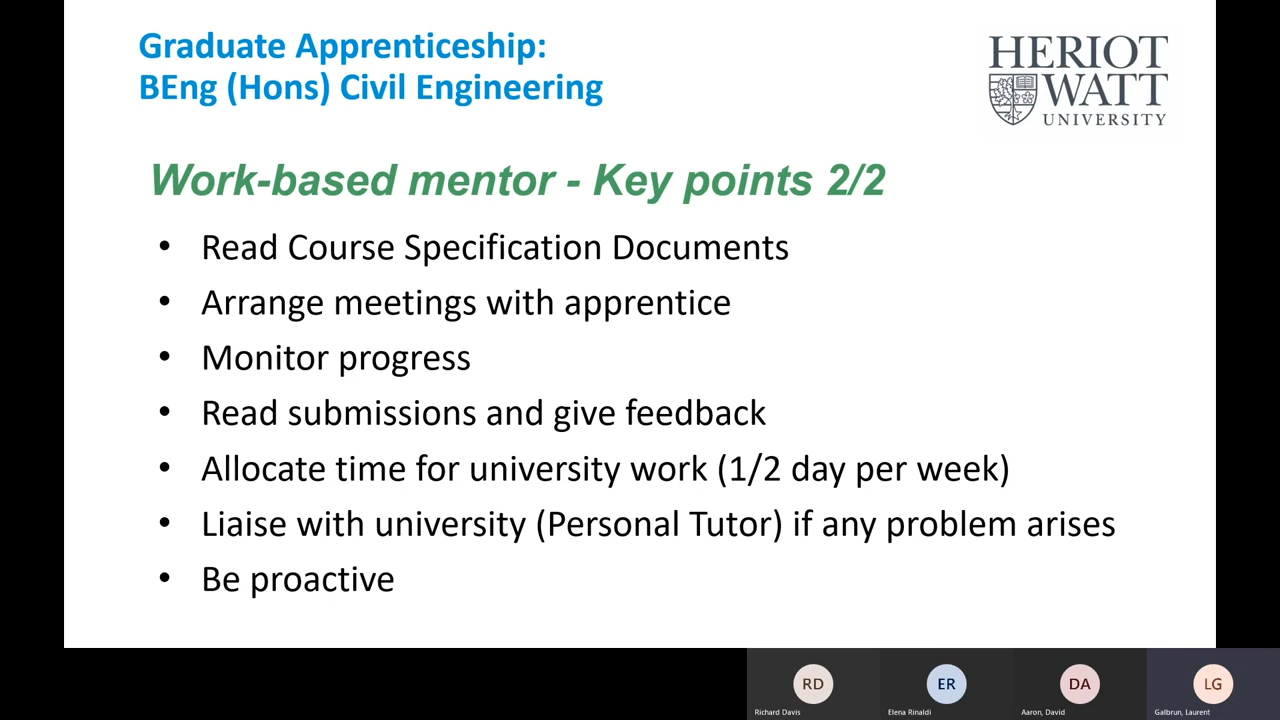 Graduate Apprenticeship:
BEng (Hons) Civil Engineering
HERIOT
WATT
UNIVERSITY
Work-based mentor - Key points 2/2
• Read Course Specification Documents
• Arrange meetings with apprentice
• Monitor progress
• Read submissions and give feedback
• Allocate time for university work (1/2 day per week)
• Liaise with university (Personal Tutor) if any problem arises
• Be proactive
RD
ER
DA
LG
Richard Davis
Elena Rinaldi
Aaron, David
Galbrun, Laurent